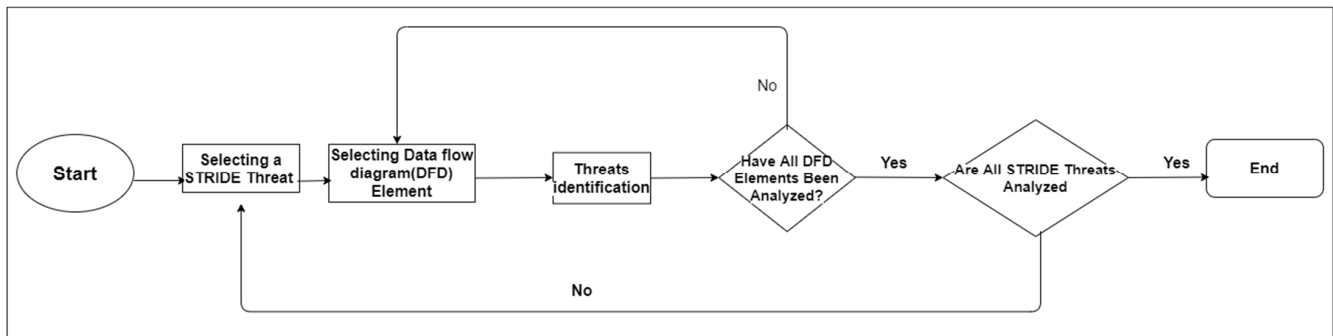 No
Start
Selecting a
STRIDE Threat
Selecting Data flow
diagram(DFD)
Element
Threats
identification
Have All DFD
Elements Been
Analyzed?
Yes
Are All STRIDE Threats
Analyzed
Yes
End
No